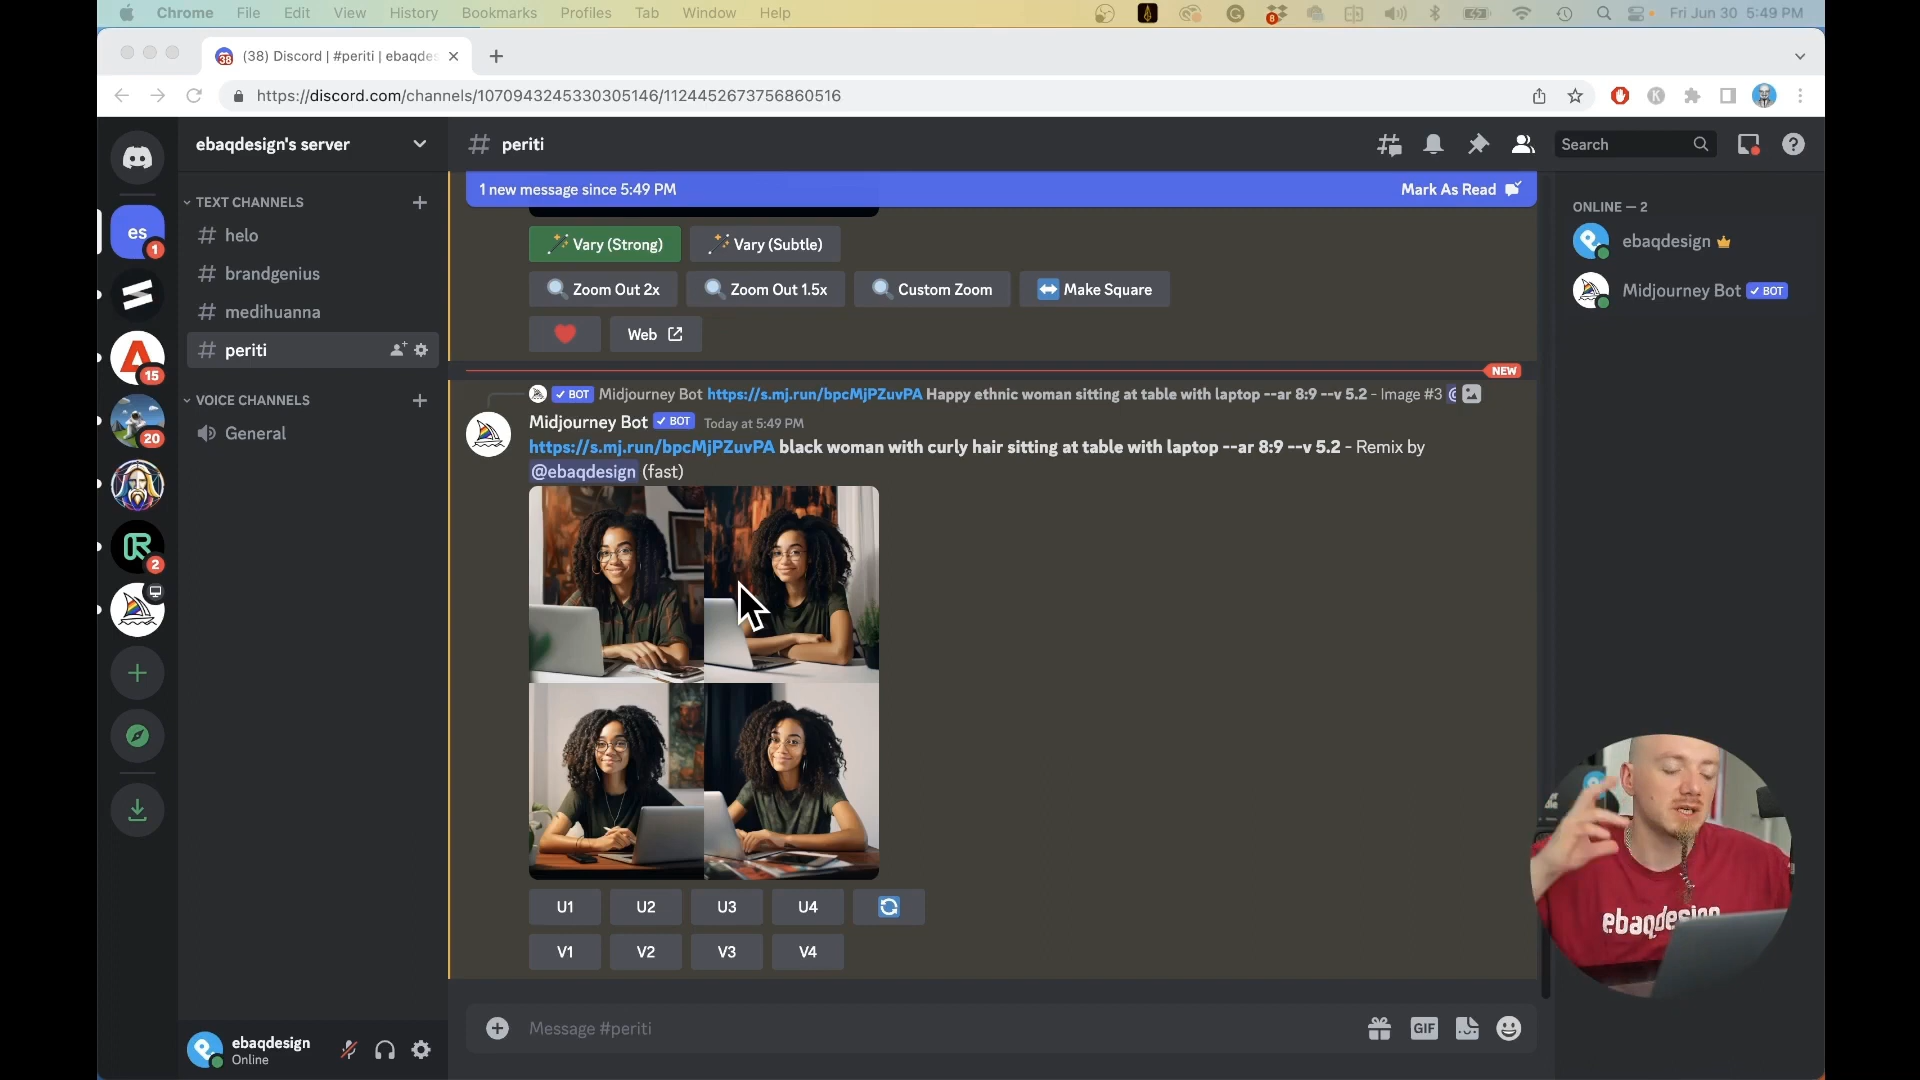 Chrome File Edit View History Bookmarks Profiles Tab Window Help Fri Jun 30 5:49 PM
(38) Discord | #periti | ebaqdes
https://discord.com/channels/1070943245330305146/1124452673756860516
ebaqdesign's server
periti
Search
1 new message since 5:49 PM Mark As Read
TEXT CHANNELS
helo
brandgenius
medihuanna
periti
VOICE CHANNELS
General
es
1
15
20
2
Vary (Strong) Vary (Subtle)
Zoom Out 2x Zoom Out 1.5x Custom Zoom Make Square
Web
NEW
BOT Midjourney Bot https://s.mj.run/bpcMjPZuvPA Happy ethnic woman sitting at table with laptop --ar 8:9 --v 5.2 - Image #3 @
Midjourney Bot BOT Today at 5:49 PM
https://s.mj.run/bpcMjPZuvPA black woman with curly hair sitting at table with laptop --ar 8:9 --v 5.2 - Remix by
@ebaqdesign (fast)
U1 U2 U3 U4
V1 V2 V3 V4
Message #periti
GIF
ONLINE — 2
ebaqdesign
Midjourney Bot BOT
ebaqdesign
Online
ebaqdesign